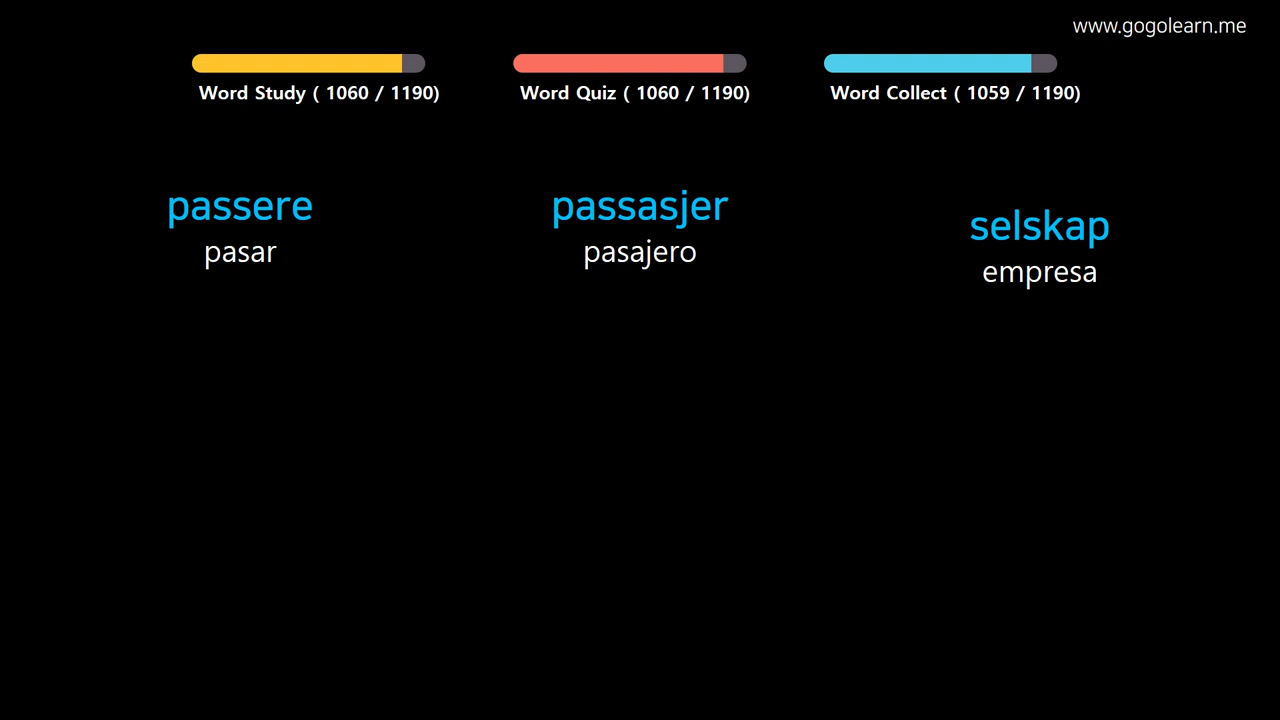 www.gogolearn.me
Word Study ( 1060 / 1190)
Word Quiz ( 1060 / 1190)
Word Collect ( 1059 / 1190)
passere
pasar
passasjer
pasajero
selskap
empresa